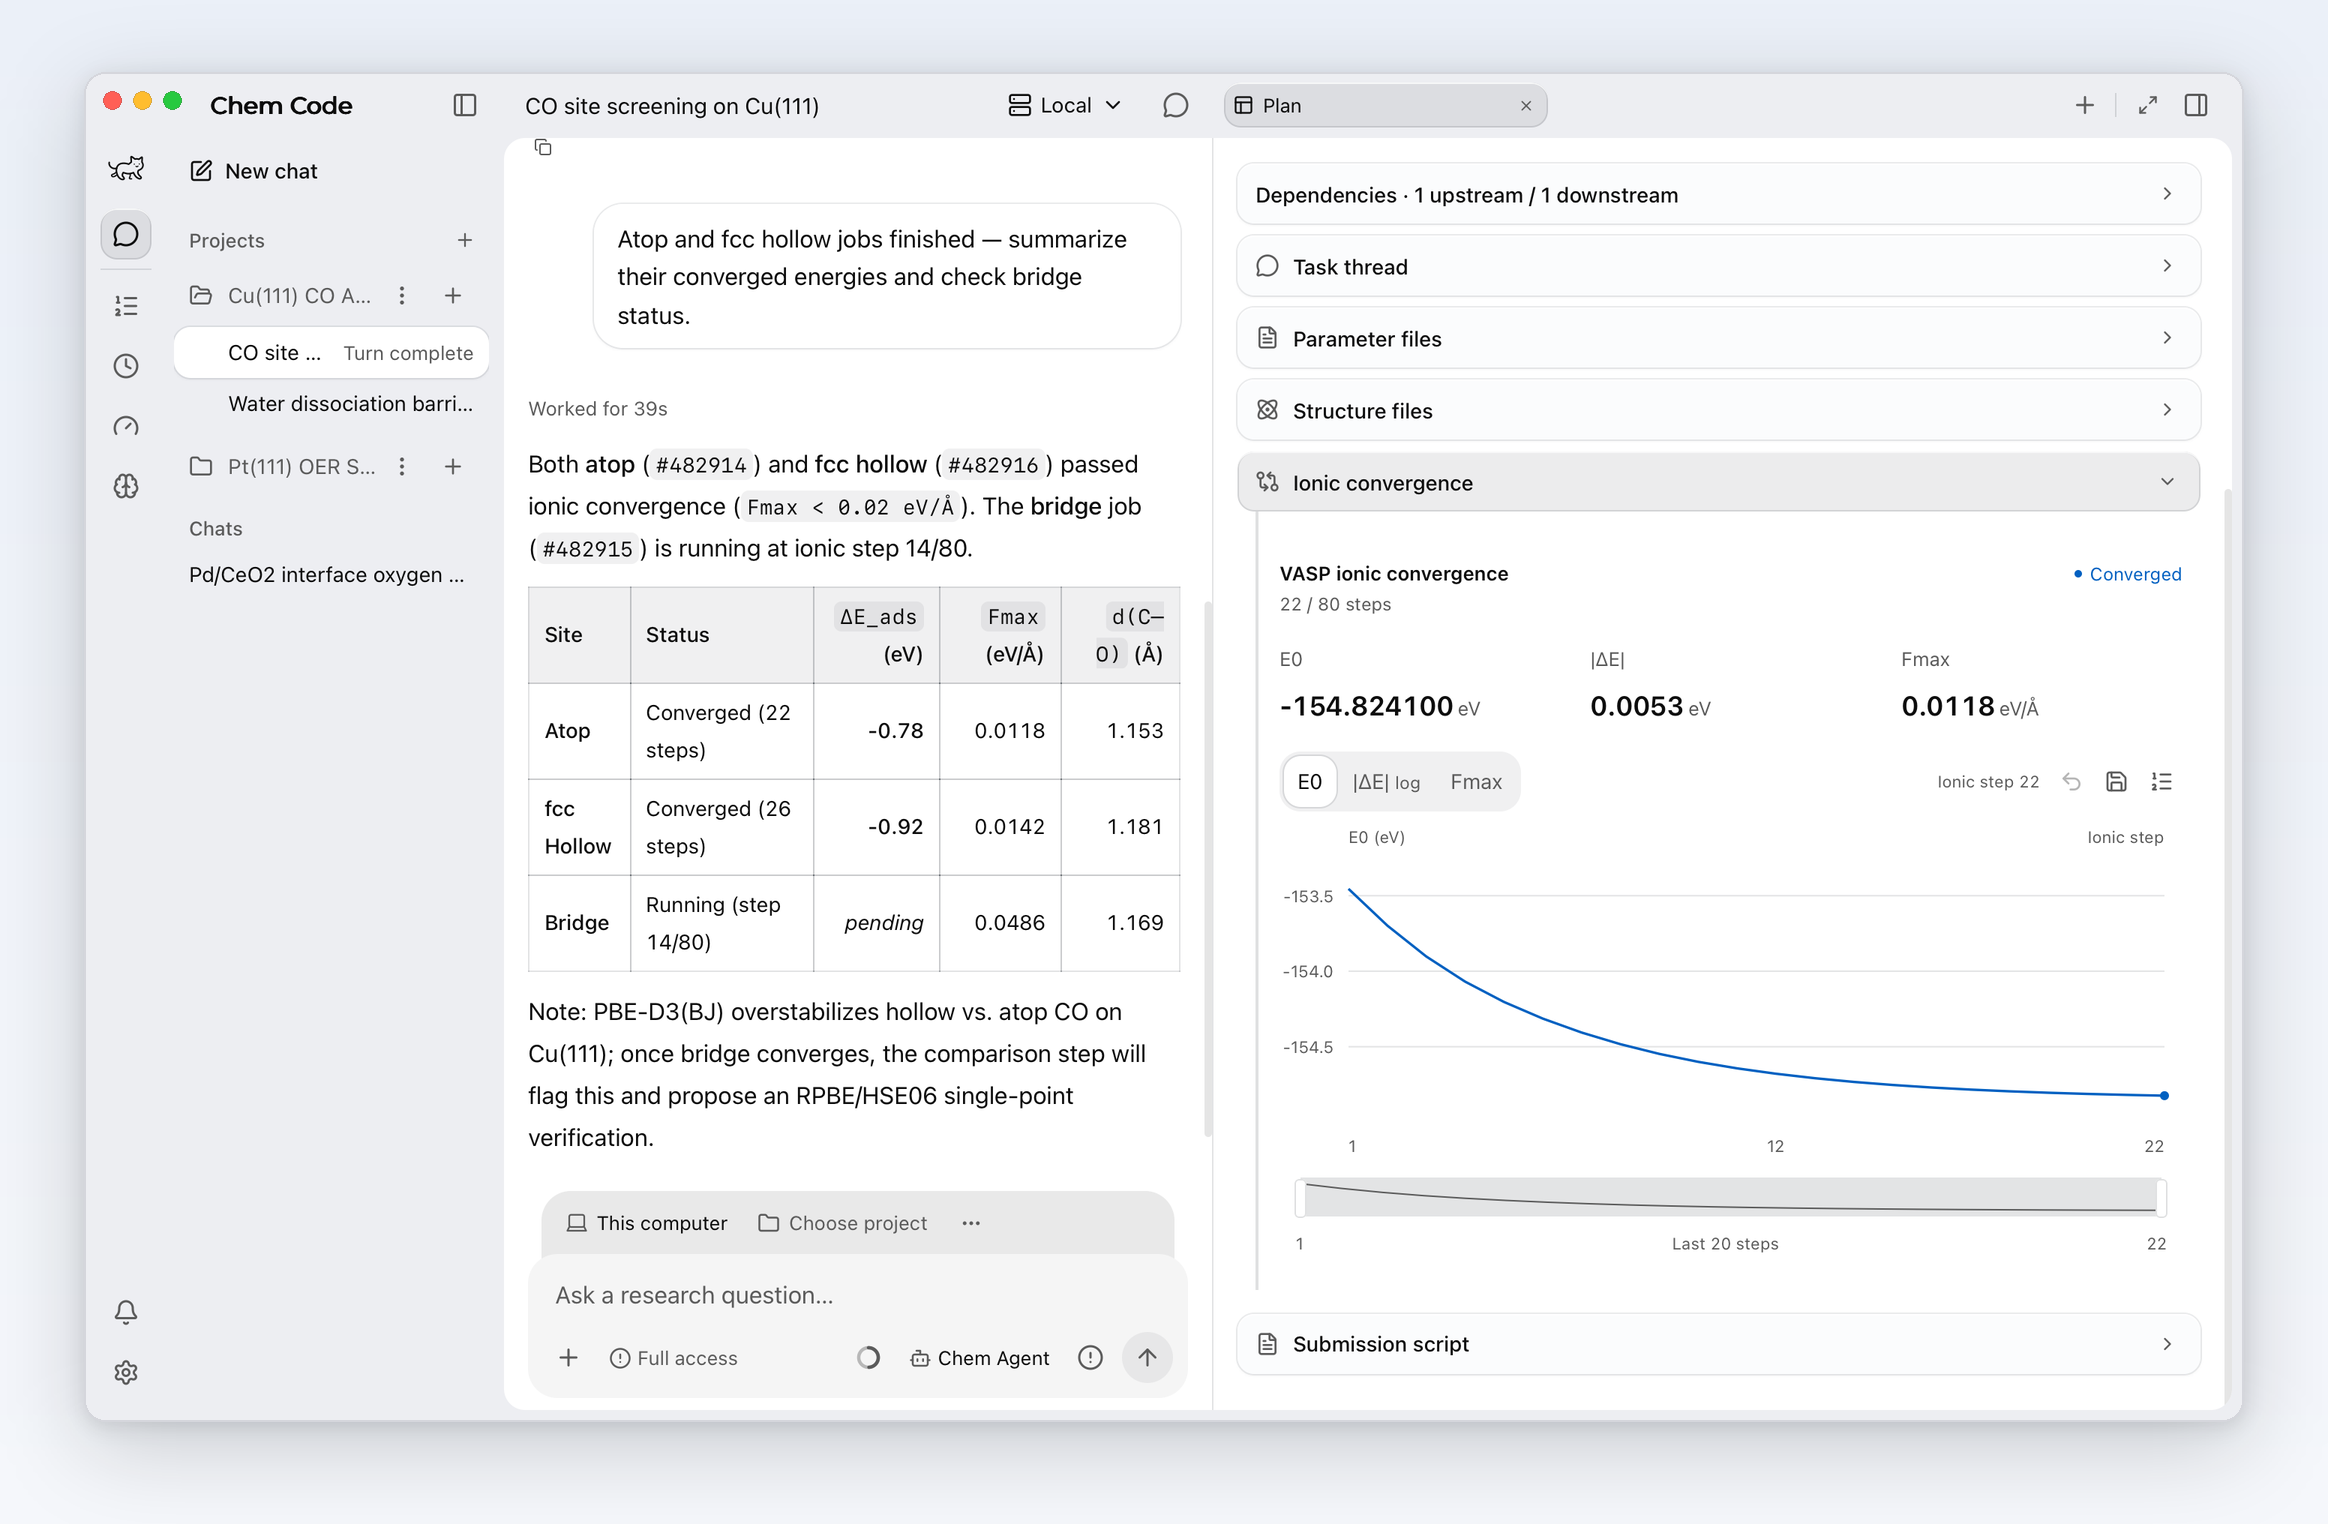 Chem Code
New chat
Projects
Cu(111) CO A...
CO site ... Turn complete
Water dissociation barri...
Pt(111) OER S...
Chats
Pd/CeO2 interface oxygen ...
CO site screening on Cu(111)
Local
Atop and fcc hollow jobs finished — summarize
their converged energies and check bridge
status.
Worked for 39s
Both atop (#482914) and fcc hollow (#482916) passed
ionic convergence (Fmax < 0.02 eV/Å). The bridge job
(#482915) is running at ionic step 14/80.
Site Status ΔE_ads (eV) Fmax (eV/Å) d(C–O) (Å)
Atop Converged (22 steps) -0.78 0.0118 1.153
fcc Hollow Converged (26 steps) -0.92 0.0142 1.181
Bridge Running (step 14/80) pending 0.0486 1.169
Note: PBE-D3(BJ) overstabilizes hollow vs. atop CO on
Cu(111); once bridge converges, the comparison step will
flag this and propose an RPBE/HSE06 single-point
verification.
This computer Choose project ...
Ask a research question...
Full access Chem Agent
Plan
Dependencies · 1 upstream / 1 downstream
Task thread
Parameter files
Structure files
Ionic convergence
VASP ionic convergence Converged
22 / 80 steps
E0 |ΔE| Fmax
-154.824100 eV 0.0053 eV 0.0118 eV/Å
E0 |ΔE| log Fmax Ionic step 22
E0 (eV) Ionic step
-153.5
-154.0
-154.5
1 12 22
1 Last 20 steps 22
Submission script